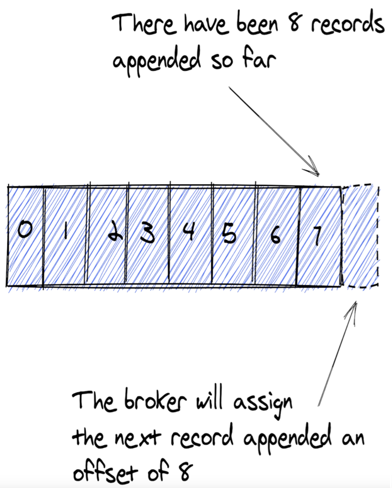 There have been 8 records
appended so far
0 1 2 3 4 5 6 7
The broker will assign
the next record appended an
offset of 8